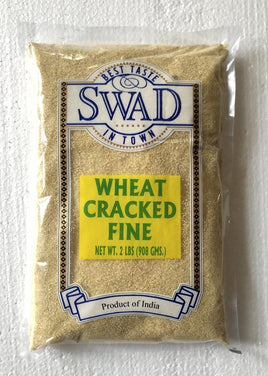 BEST TASTE
SWAD
IN TOWN
WHEAT
CRACKED
FINE
NET WT. 2 LBS (908 GMS.)
Product of India